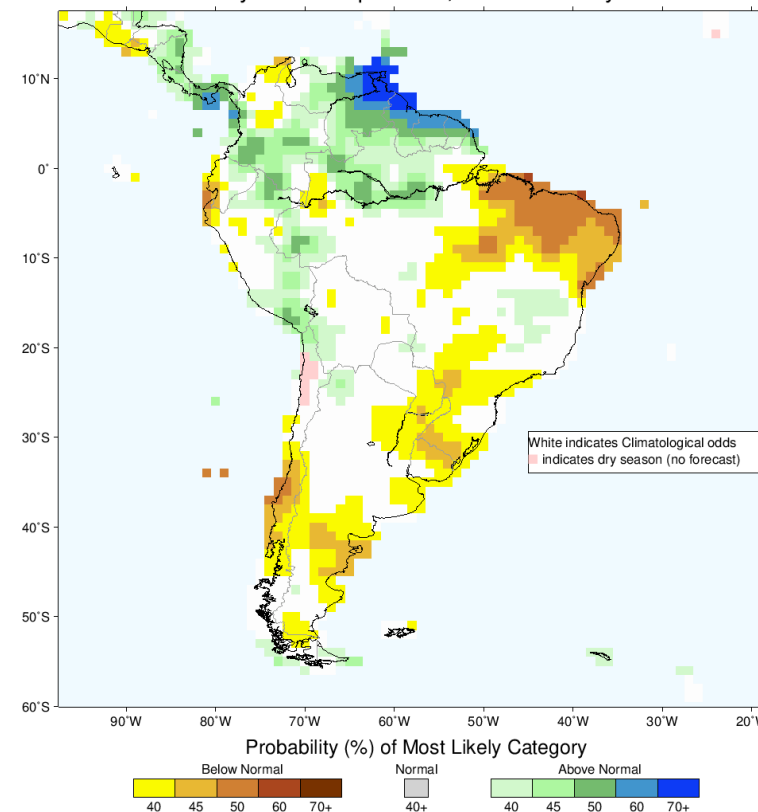 10°N
0°
10°S
20°S
30°S
40°S
50°S
60°S
White indicates Climatological odds
indicates dry season (no forecast)
90°W 80°W 70°W 60°W 50°W 40°W 30°W 20°W
Probability (%) of Most Likely Category
Below Normal Normal Above Normal
40 45 50 60 70+ 40+ 40 45 50 60 70+